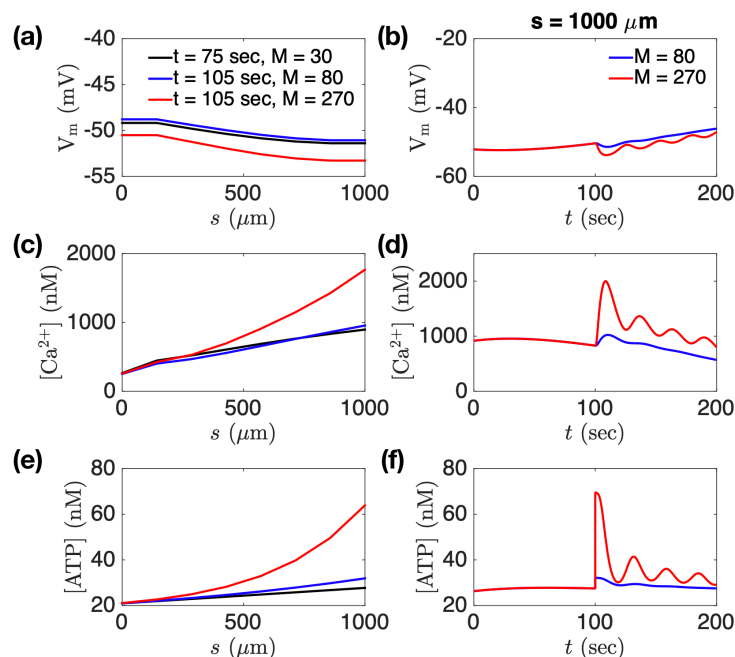 s = 1000 μm
(a)
-40
-45
-50
-55
V_m (mV)
t = 75 sec, M = 30
t = 105 sec, M = 80
t = 105 sec, M = 270
0
500
1000
s (μm)
(b)
-20
-40
-60
V_m (mV)
M = 80
M = 270
0
100
200
t (sec)
(c)
2000
1000
0
[Ca²⁺] (nM)
0
500
1000
s (μm)
(d)
2000
1000
0
[Ca²⁺] (nM)
0
100
200
t (sec)
(e)
80
60
40
20
[ATP] (nM)
0
500
1000
s (μm)
(f)
80
60
40
20
[ATP] (nM)
0
100
200
t (sec)